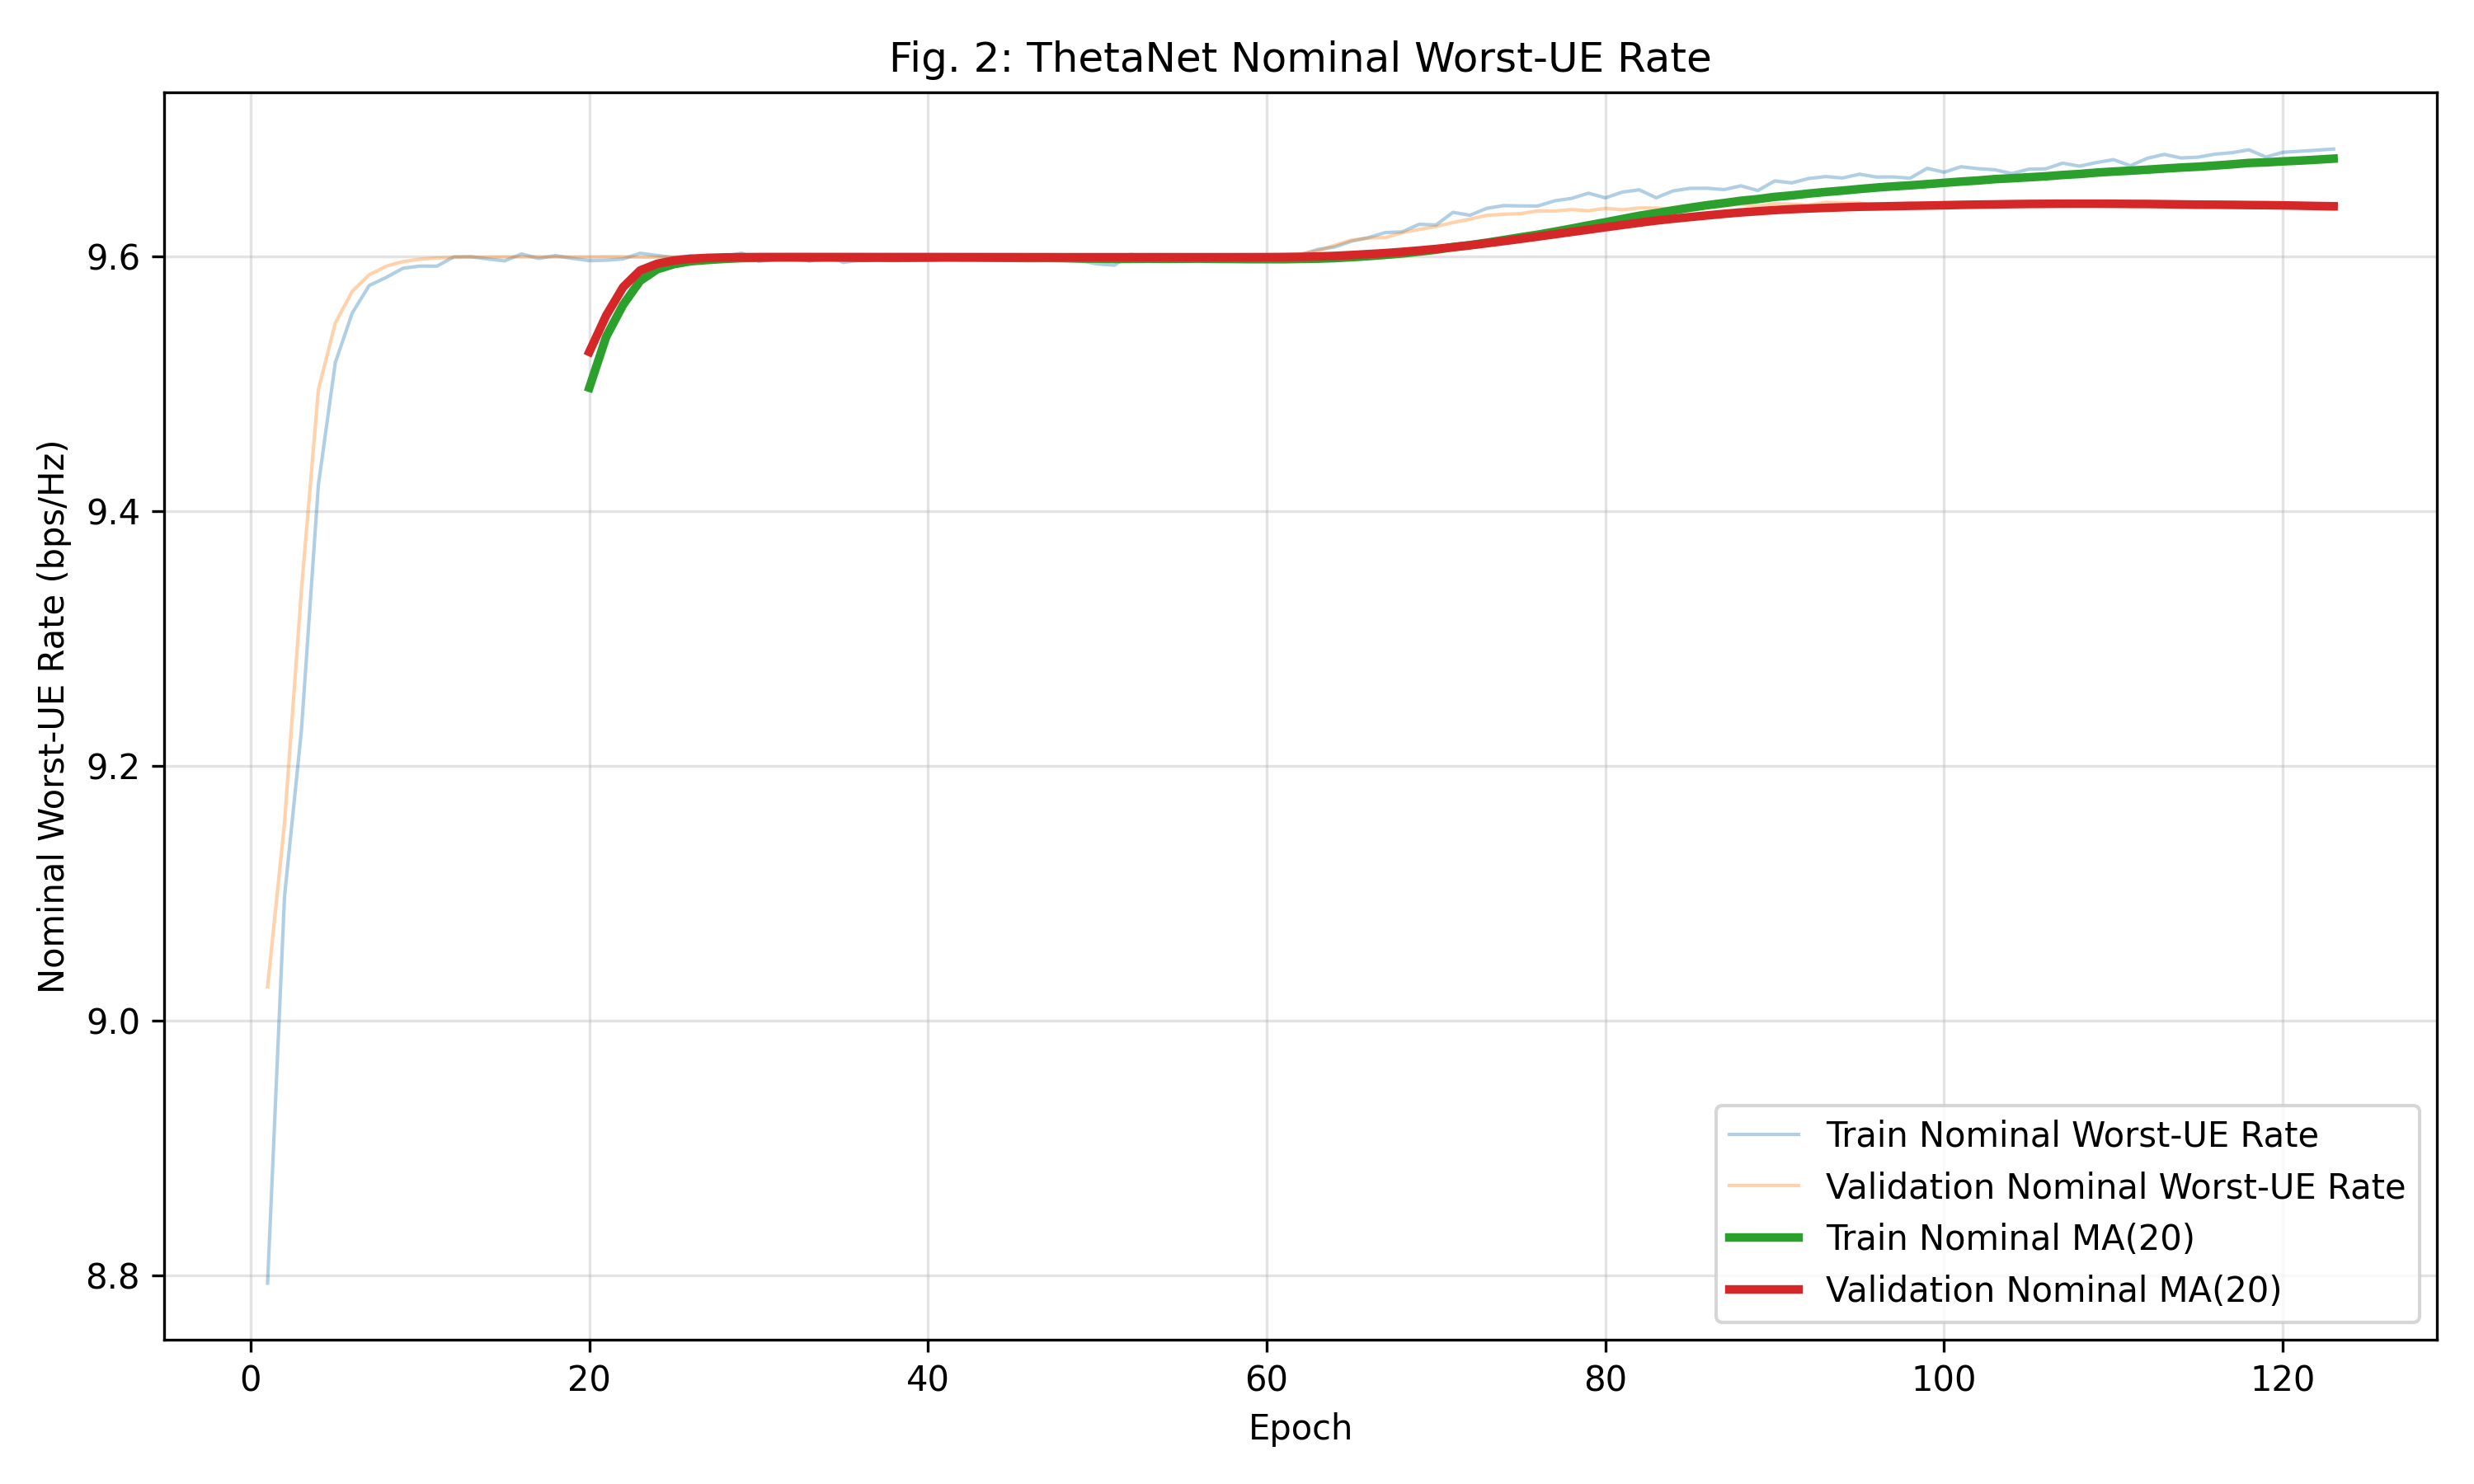 Fig. 2: ThetaNet Nominal Worst-UE Rate
Nominal Worst-UE Rate (bps/Hz)
9.6
9.4
9.2
9.0
8.8
0 20 40 60 80 100 120
Epoch
Train Nominal Worst-UE Rate
Validation Nominal Worst-UE Rate
Train Nominal MA(20)
Validation Nominal MA(20)